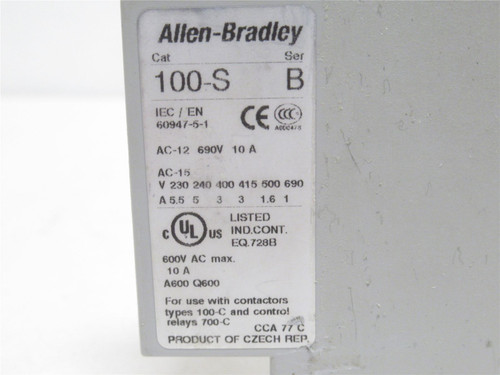 Allen-Bradley
Cat Ser
100-S B
IEC / EN
60947-5-1
CE CCC
AC-12 690V 10 A
AC-15
V 230 240 400 415 500 690
A 5.5 5 3 3 1.6 1
c UL us
LISTED
IND.CONT.
EQ.728B
600V AC max.
10 A
A600 Q600
For use with contactors
types 100-C and control
relays 700-C
CCA 77 C
PRODUCT OF CZECH REP.